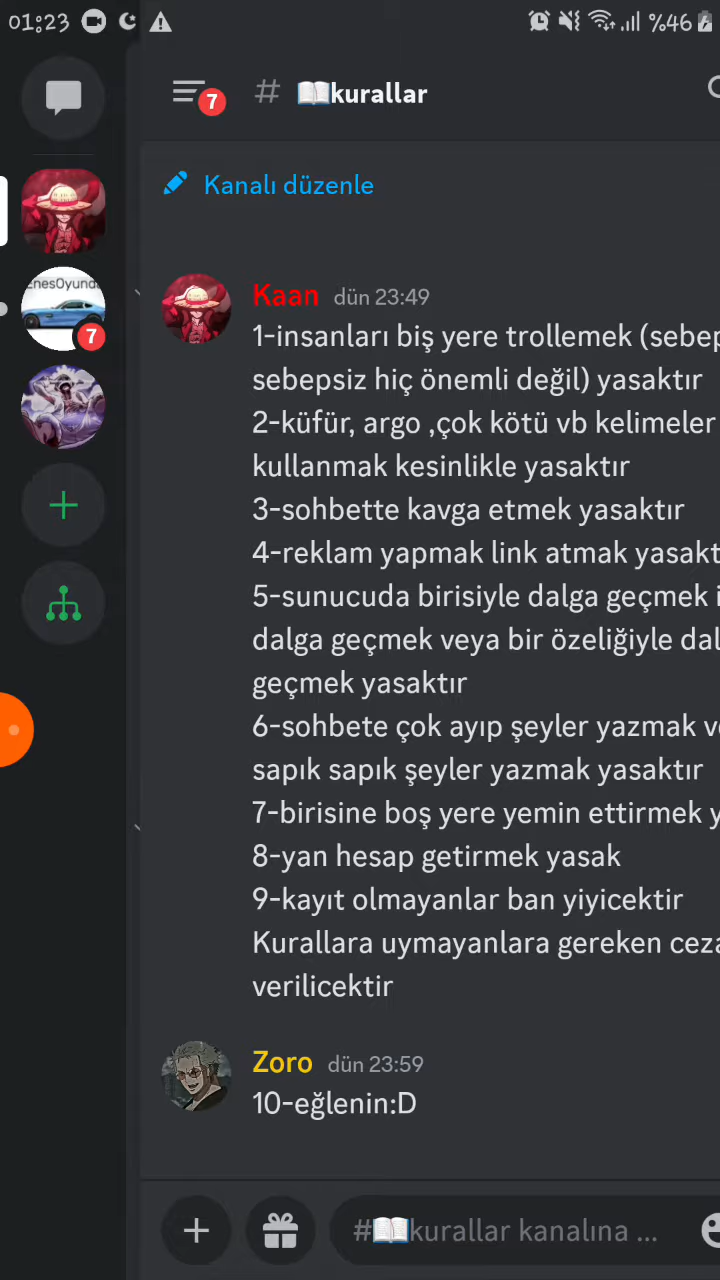 01:23
%46
7
# 📖kurallar
Kanalı düzenle
EnesOyunda
7
Kaan dün 23:49
1-insanları biş yere trollemek (sebep
sebepsiz hiç önemli değil) yasaktır
2-küfür, argo ,çok kötü vb kelimeler
kullanmak kesinlikle yasaktır
3-sohbette kavga etmek yasaktır
4-reklam yapmak link atmak yasakt
5-sunucuda birisiyle dalga geçmek i
dalga geçmek veya bir özeliğiyle dal
geçmek yasaktır
6-sohbete çok ayıp şeyler yazmak v
sapık sapık şeyler yazmak yasaktır
7-birisine boş yere yemin ettirmek y
8-yan hesap getirmek yasak
9-kayıt olmayanlar ban yiyicektir
Kurallara uymayanlara gereken ceza
verilicektir
Zoro dün 23:59
10-eğlenin:D
#📖kurallar kanalına ...